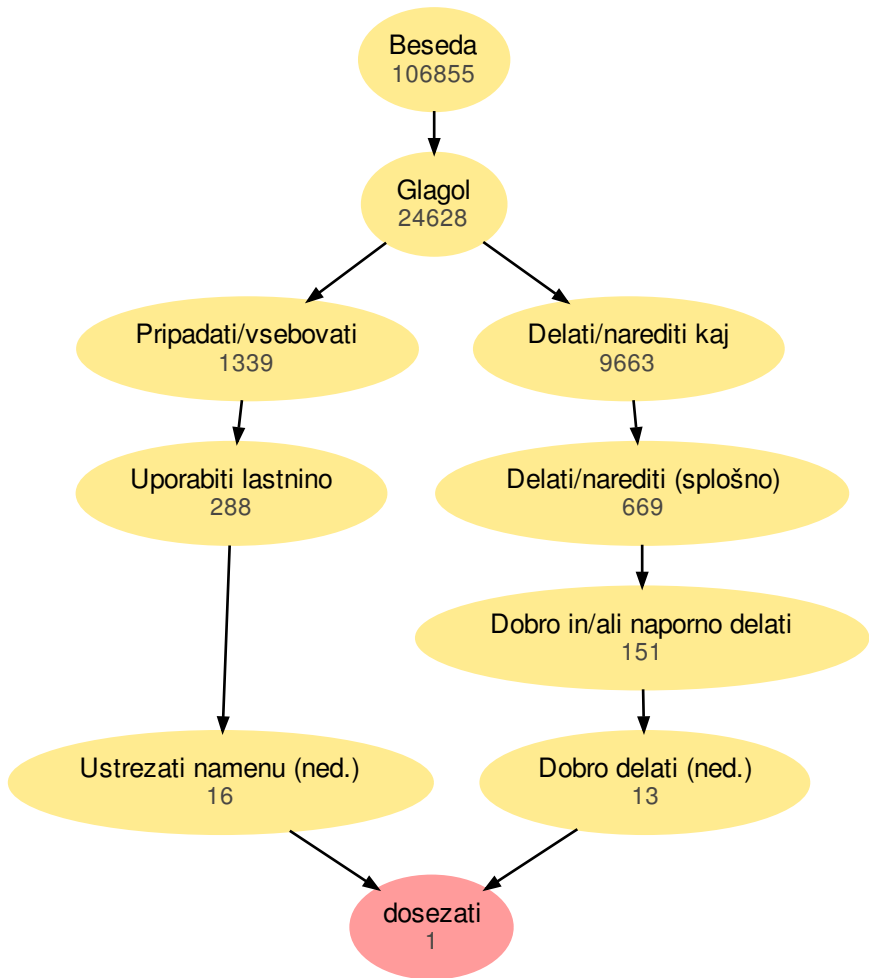 Beseda
106855
Glagol
24628
Pripadati/vsebovati
1339
Delati/narediti kaj
9663
Uporabiti lastnino
288
Delati/narediti (splošno)
669
Dobro in/ali naporno delati
151
Ustrezati namenu (ned.)
16
Dobro delati (ned.)
13
dosezati
1